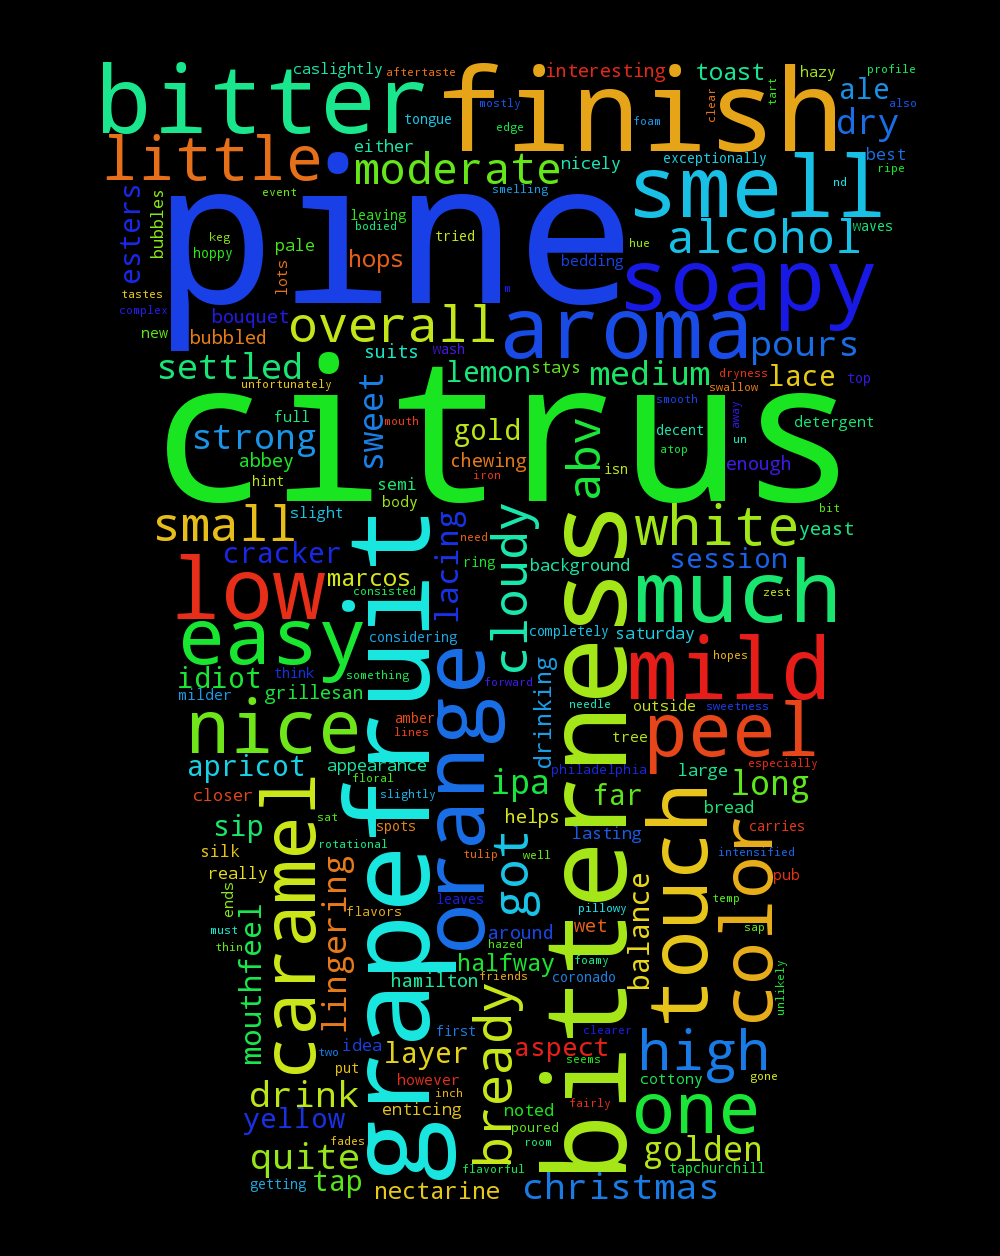 bitter
finish
caslightly
aftertaste
interesting
toast
hazy
profile
mostly
clear
tart
ale
also
tongue
edge
foam
dry
little
either
moderate
nicely
exceptionally
best
ripe
smell
nd
esters
bubbles
event
smelling
pine
leaving
bodied
tried
keg
hoppy
pale
lots
hops
hue
bedding
alcohol
waves
soapy
tastes
complex
bouquet
m
new
bubbled
overall
aroma
pours
settled
suits
wash
lemon
stays
medium
dryness
swallow
lace
top
unfortunately
sweet
citrus
full
mouth
strong
gold
abv
smooth
away
decent
un
detergent
abbey
chewing
isn
atop
enough
hint
iron
semi
body
small
slight
grapefruit
lacing
need
cloudy
bitterness
white
bit
yeast
cracker
ring
background
session
low
marcos
consisted
much
zest
easy
considering
completely
saturday
mild
hopes
idiot
think
something
orange
forward
milder
grillesan
needle
outside
sweetness
nice
amber
lines
drinking
tree
peel
apricot
appearance
floral
philadelphia
large
especially
closer
caramel
slightly
ipa
far
long
bread
sip
sat
spots
helps
lasting
touch
color
carries
silk
rotational
got
tulip
well
intensified
really
lingering
pub
ends
flavors
leaves
pillowy
balance
temp
must
mouthfeel
around
wet
sap
thin
hazed
halfway
foamy
unlikely
hamilton
friends
coronado
bready
first
clearer
two
idea
layer
aspect
seems
high
put
however
cottony
gone
drink
inch
enticing
noted
fairly
one
yellow
poured
fades
room
golden
quite
flavorful
tapchurchill
getting
tap
nectarine
christmas